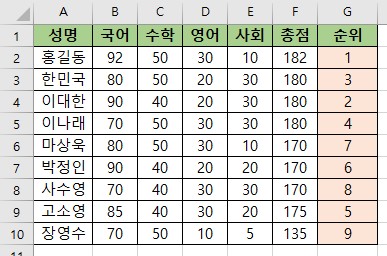 A B C D E F G
1 성명 국어 수학 영어 사회 총점 순위
2 홍길동 92 50 30 10 182 1
3 한민국 80 50 20 30 180 3
4 이대한 90 40 20 30 180 2
5 이나래 70 50 30 30 180 4
6 마상욱 80 50 30 10 170 7
7 박정인 90 40 20 20 170 6
8 사수영 70 40 30 30 170 8
9 고소영 85 40 30 20 175 5
10 장영수 70 50 10 5 135 9
11